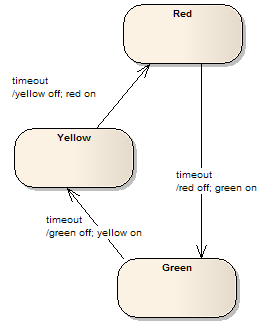 Red
timeout
/yellow off; red on
Yellow
timeout
/red off; green on
timeout
/green off; yellow on
Green